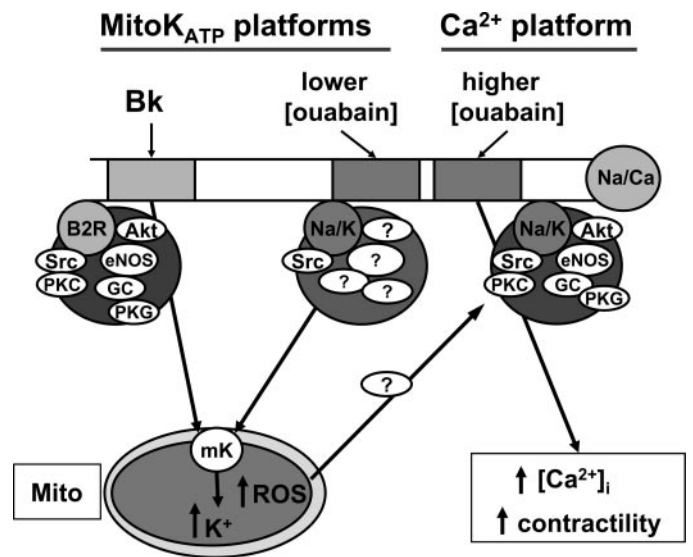 MitoKATP platforms
Ca²⁺ platform
Bk
lower
[ouabain]
higher
[ouabain]
Na/Ca
B2R
Akt
Src
eNOS
PKC
GC
PKG
Na/K
?
Src
?
?
?
Na/K
Akt
Src
eNOS
PKC
GC
PKG
?
Mito
mK
↑ ROS
↑ K⁺
↑ [Ca²⁺]i
↑ contractility